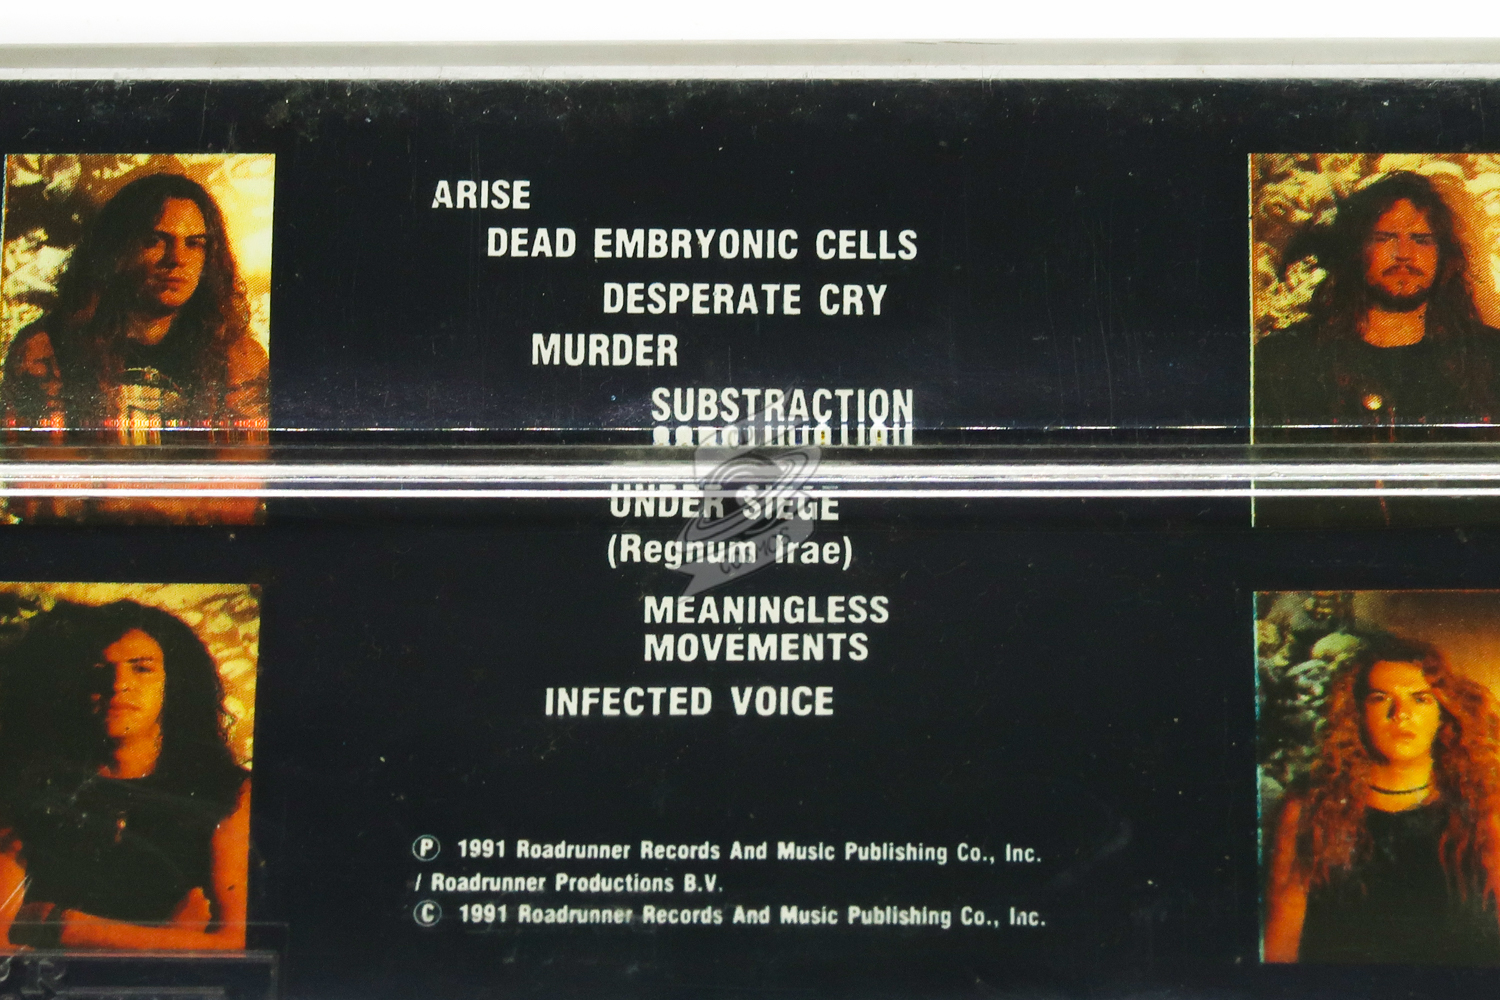 ARISE
DEAD EMBRYONIC CELLS
DESPERATE CRY
MURDER
SUBSTRACTION
UNDER SIEGE
(Regnum Irae)
MEANINGLESS
MOVEMENTS
INFECTED VOICE
Ⓟ 1991 Roadrunner Records And Music Publishing Co., Inc.
/ Roadrunner Productions B.V.
© 1991 Roadrunner Records And Music Publishing Co., Inc.
COSMOS